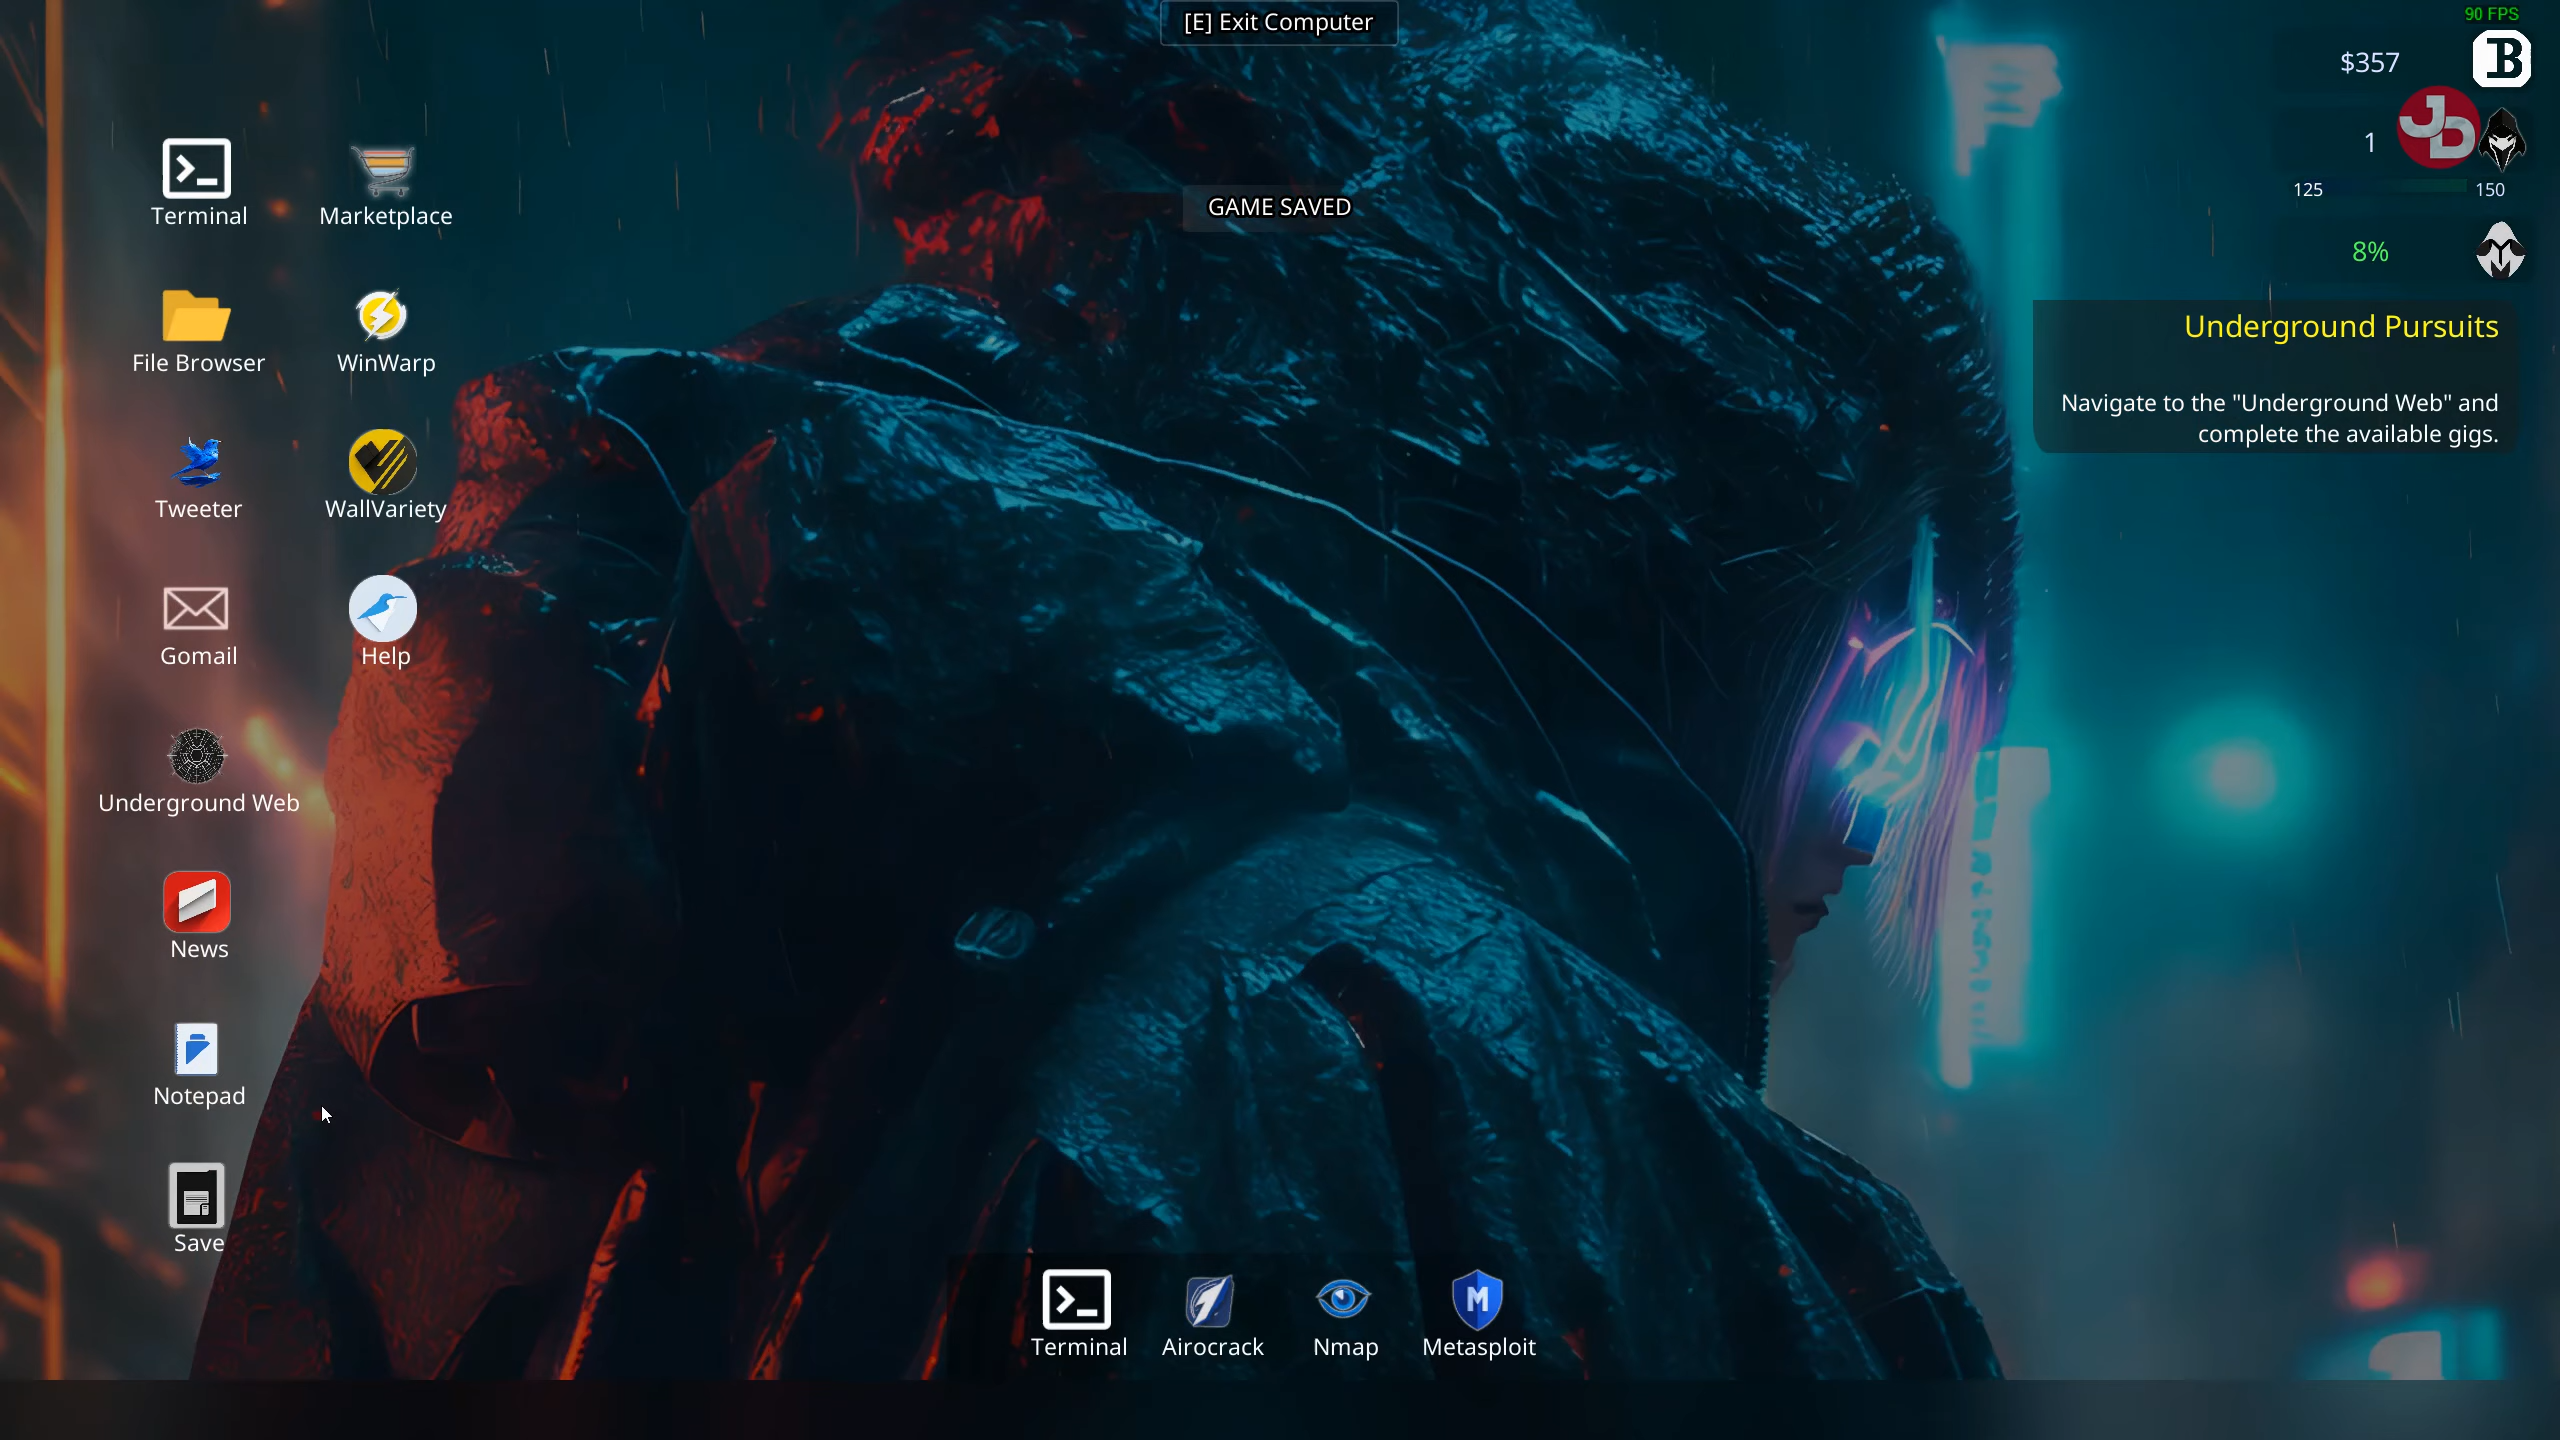 [E] Exit Computer
90 FPS
$357
B
JD
1
125
150
8%
GAME SAVED
Underground Pursuits
Navigate to the "Underground Web" and
complete the available gigs.
Terminal
Marketplace
File Browser
WinWarp
Tweeter
WallVariety
Gomail
Help
Underground Web
News
Notepad
Save
M
Terminal
Airocrack
Nmap
Metasploit